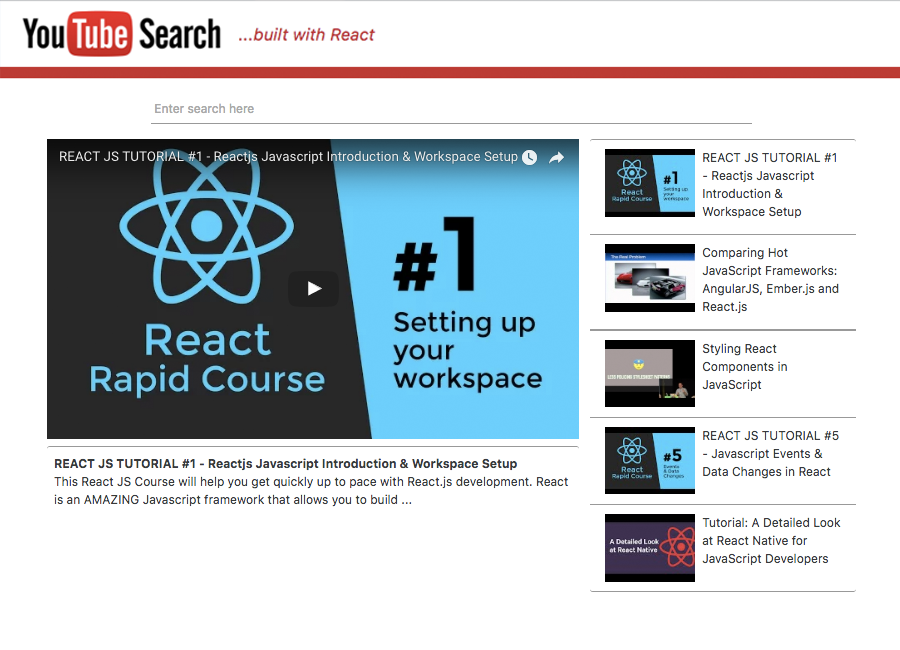 YouTube Search ...built with React
Enter search here
REACT JS TUTORIAL #1 - Reactjs Javascript Introduction & Workspace Setup
#1
Setting up
your
workspace
React
Rapid Course
REACT JS TUTORIAL #1 - Reactjs Javascript Introduction & Workspace Setup
This React JS Course will help you get quickly up to pace with React.js development. React
is an AMAZING Javascript framework that allows you to build ...
#1
Setting up
your
workspace
React
Rapid Course
REACT JS TUTORIAL #1
- Reactjs Javascript
Introduction &
Workspace Setup
The Real Problem
Comparing Hot
JavaScript Frameworks:
AngularJS, Ember.js and
React.js
Styling React
Components in
JavaScript
#5
Events &
Data
Changes
React
Rapid Course
REACT JS TUTORIAL #5
- Javascript Events &
Data Changes in React
A Detailed Look
at React Native
Tutorial: A Detailed Look
at React Native for
JavaScript Developers